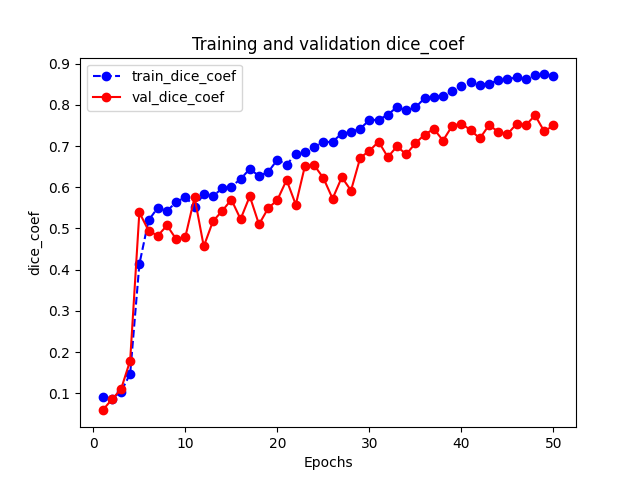 Training and validation dice_coef
train_dice_coef
val_dice_coef
dice_coef
0.9
0.8
0.7
0.6
0.5
0.4
0.3
0.2
0.1
0 10 20 30 40 50
Epochs